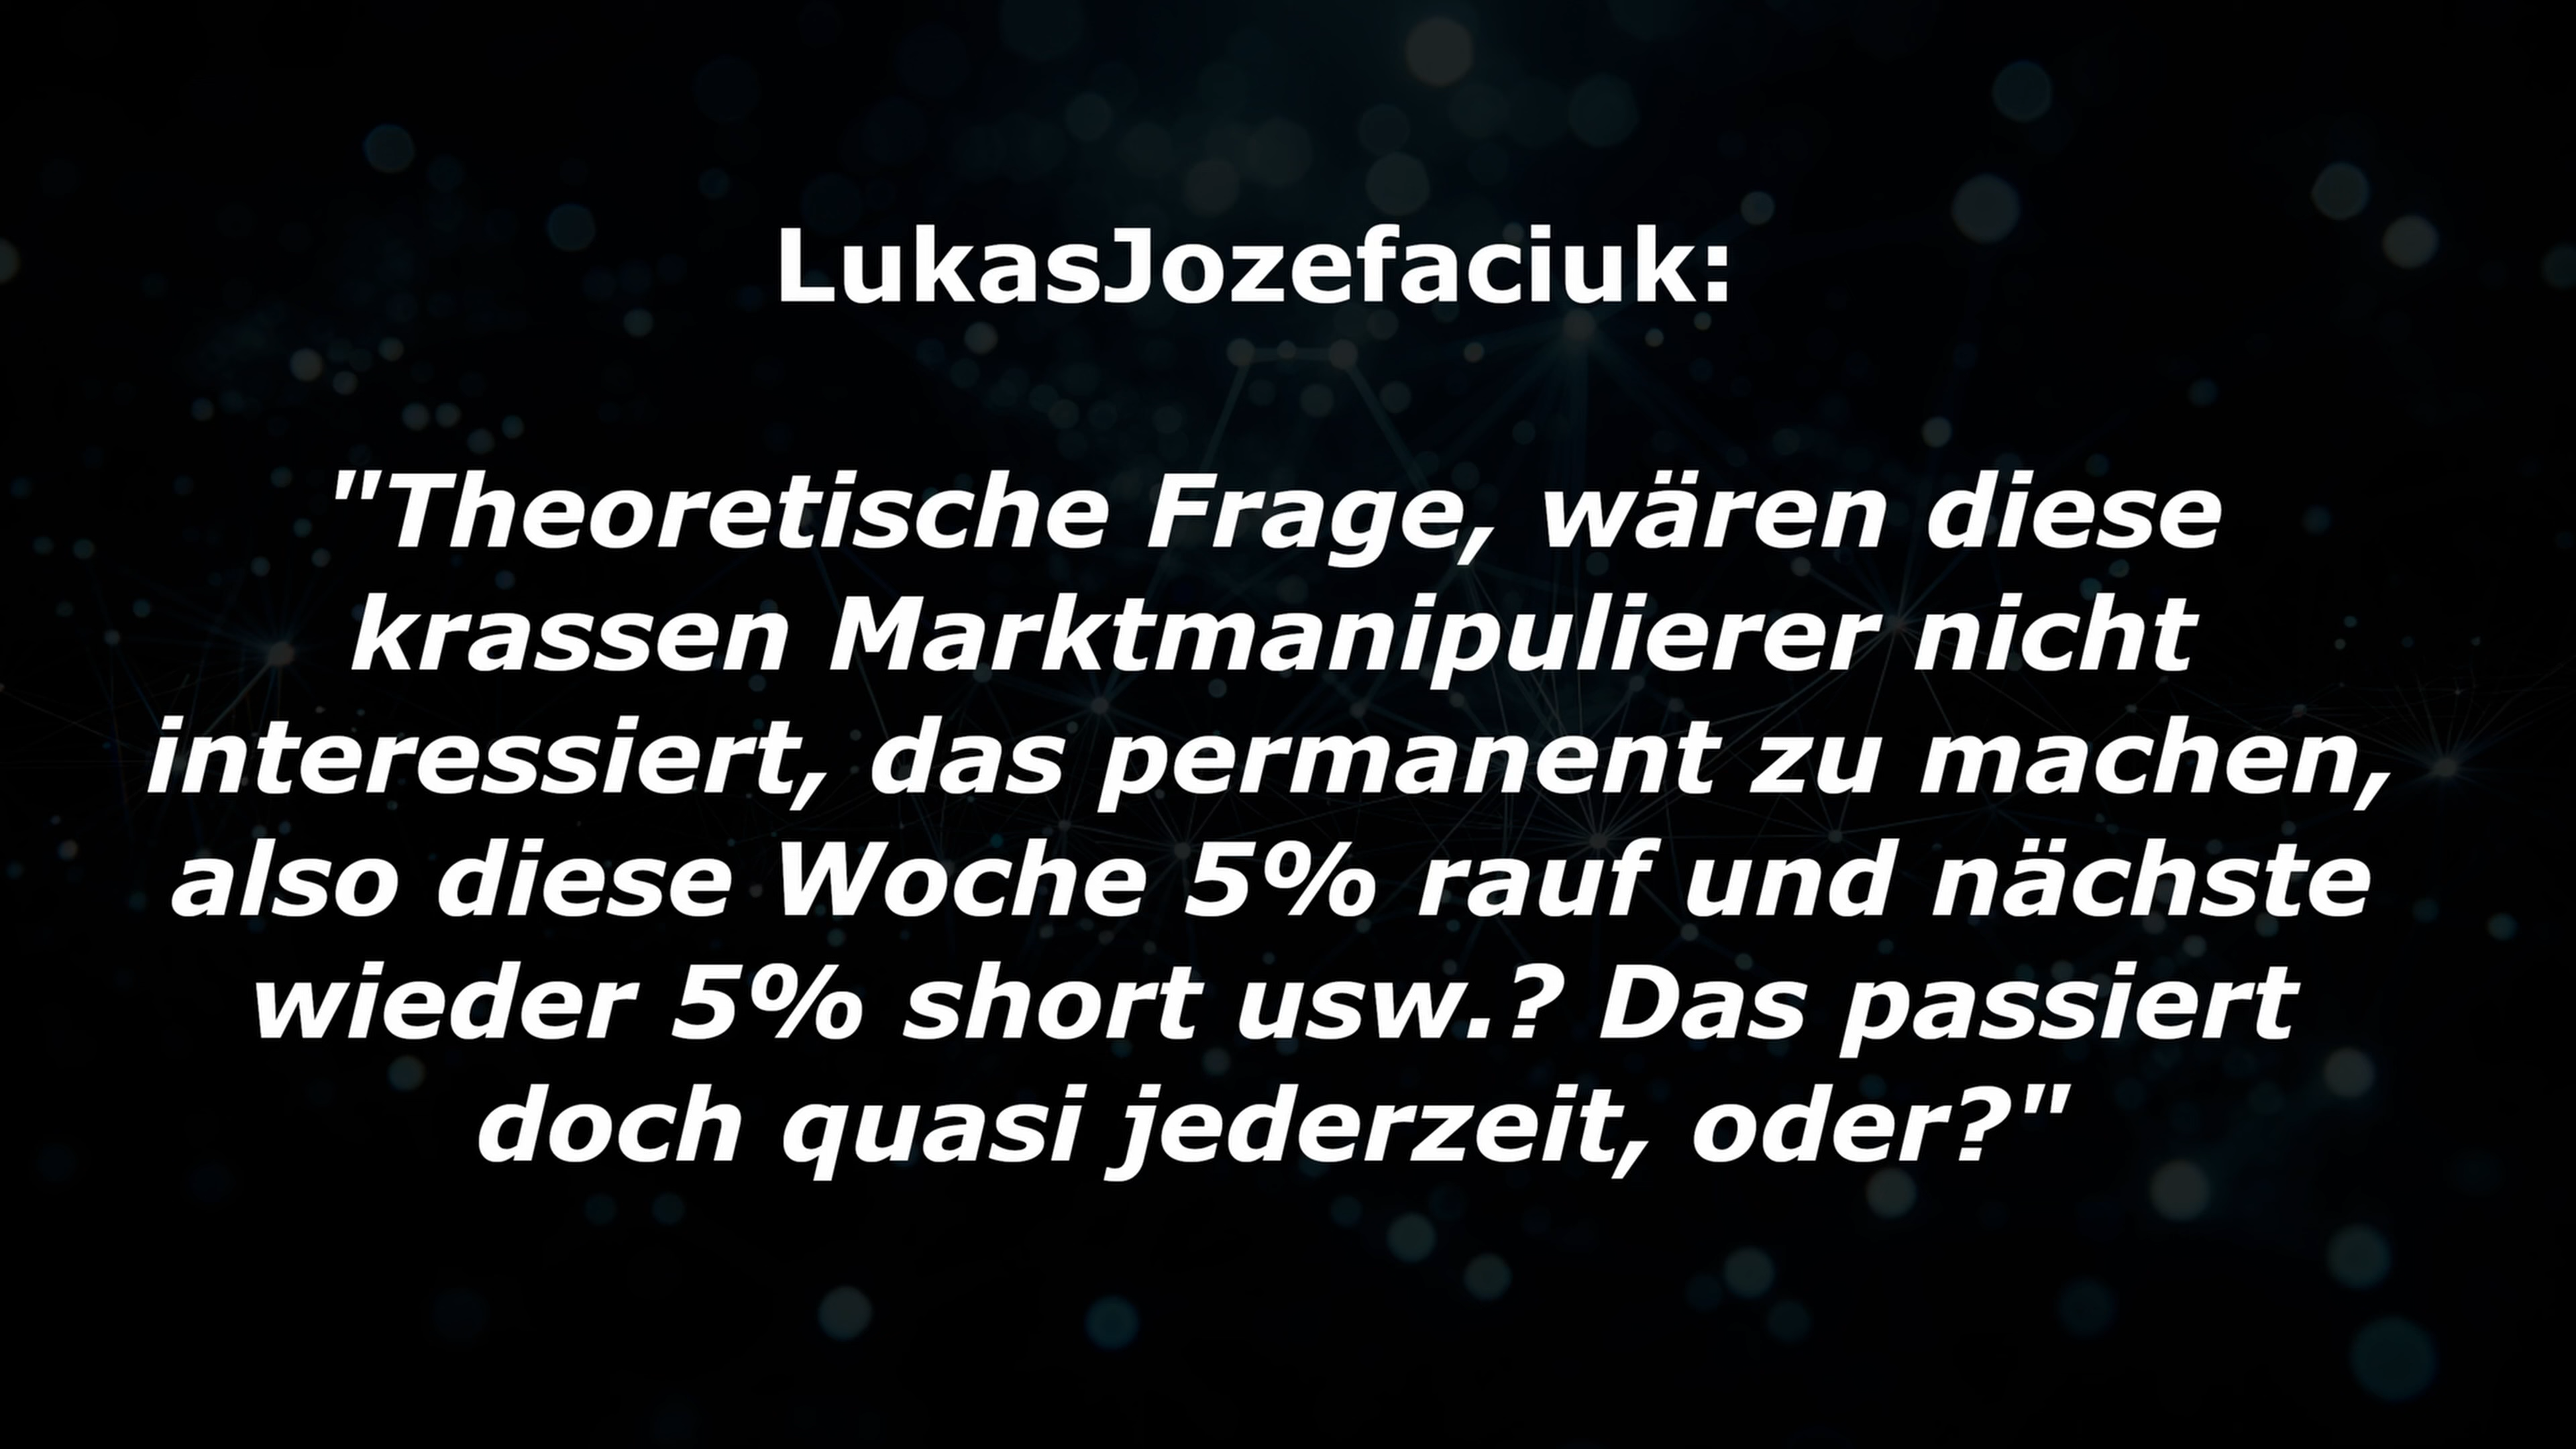 LukasJozefaciuk:
"Theoretische Frage, wären diese
krassen Marktmanipulierer nicht
interessiert, das permanent zu machen,
also diese Woche 5% rauf und nächste
wieder 5% short usw.? Das passiert
doch quasi jederzeit, oder?"